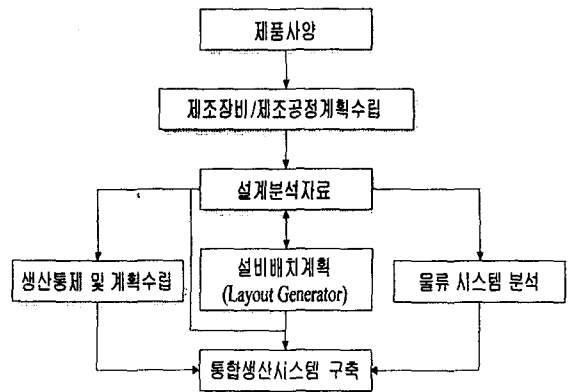 제품사양
제조장비/제조공정계획수립
설계분석자료
생산통제 및 계획수립
설비배치계획
(Layout Generator)
물류 시스템 분석
통합생산시스템 구축